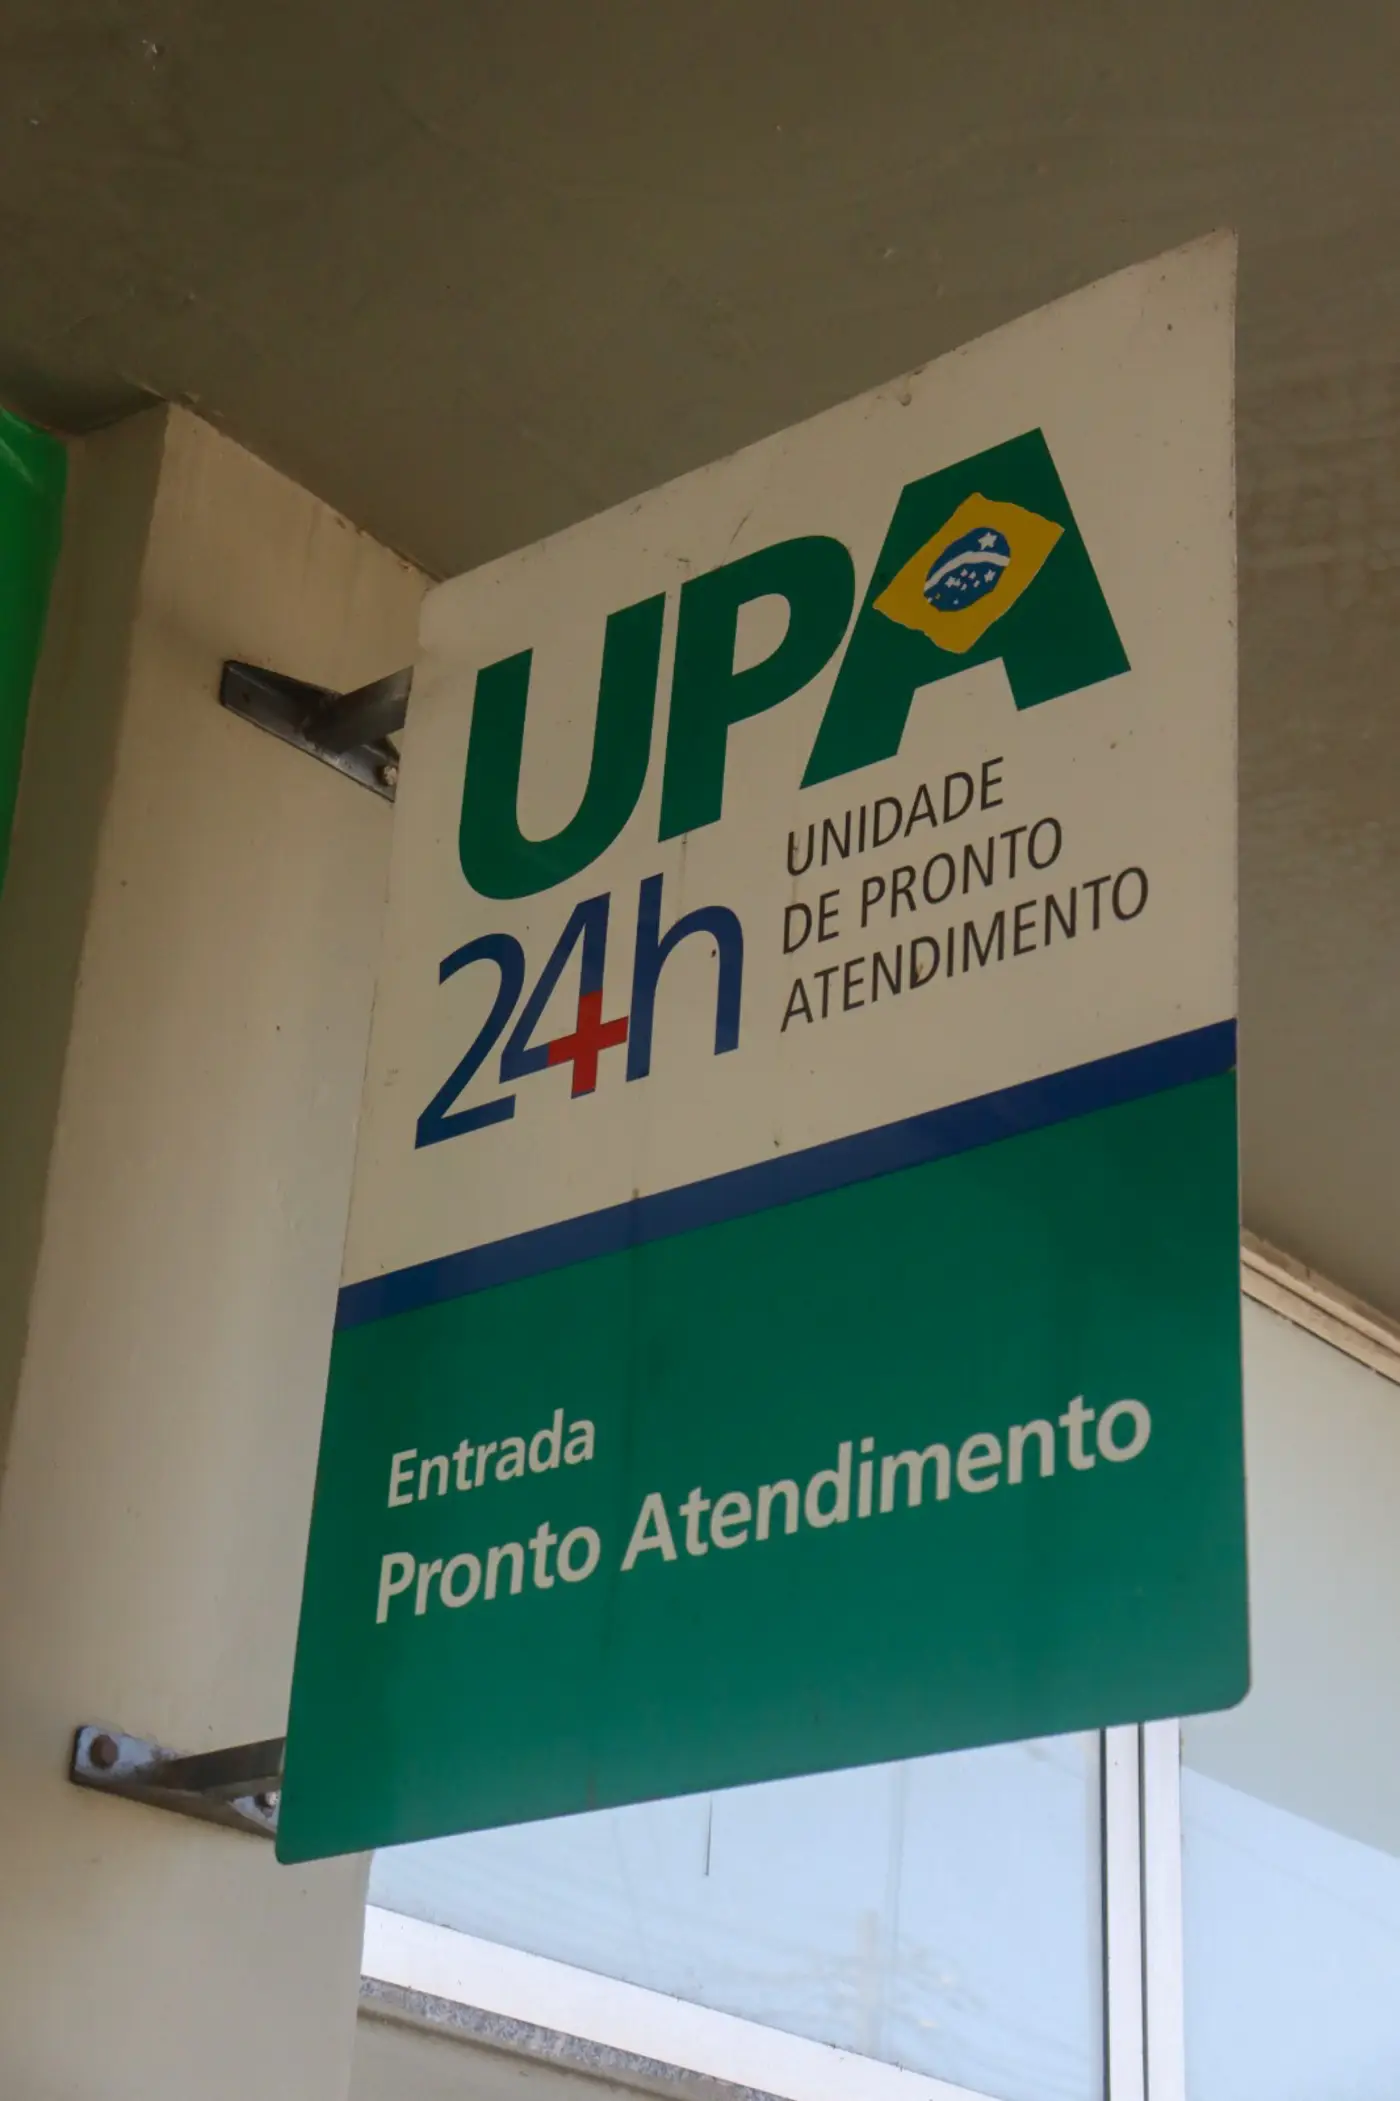 UPA
24h
UNIDADE
DE PRONTO
ATENDIMENTO
Entrada
Pronto Atendimento